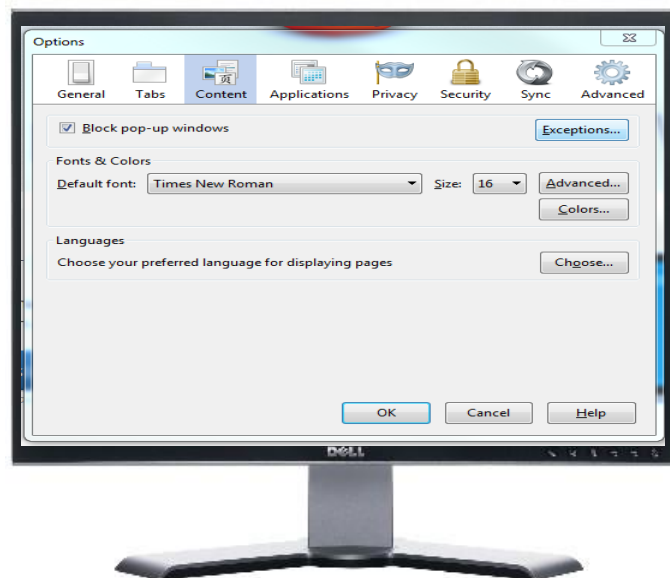 Options
General Tabs Content Applications Privacy Security Sync Advanced
Block pop-up windows Exceptions...
Fonts & Colors
Default font: Times New Roman Size: 16 Advanced...
Colors...
Languages
Choose your preferred language for displaying pages Choose...
OK Cancel Help
DELL